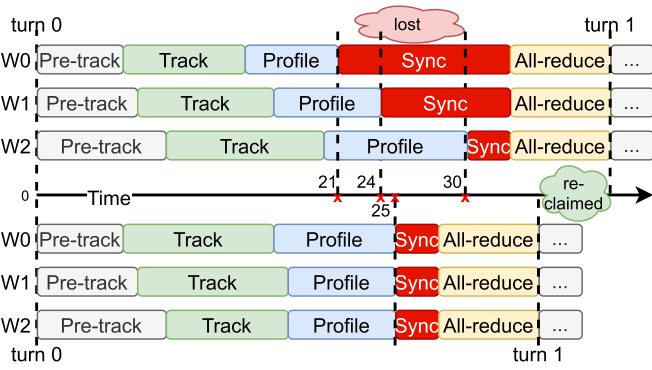 turn 0 lost turn 1
W0 Pre-track Track Profile Sync All-reduce ...
W1 Pre-track Track Profile Sync All-reduce ...
W2 Pre-track Track Profile Sync All-reduce ...
21 24 30 re-
0 Time claimed
25
W0 Pre-track Track Profile Sync All-reduce ...
W1 Pre-track Track Profile Sync All-reduce ...
W2 Pre-track Track Profile Sync All-reduce ...
turn 0 turn 1